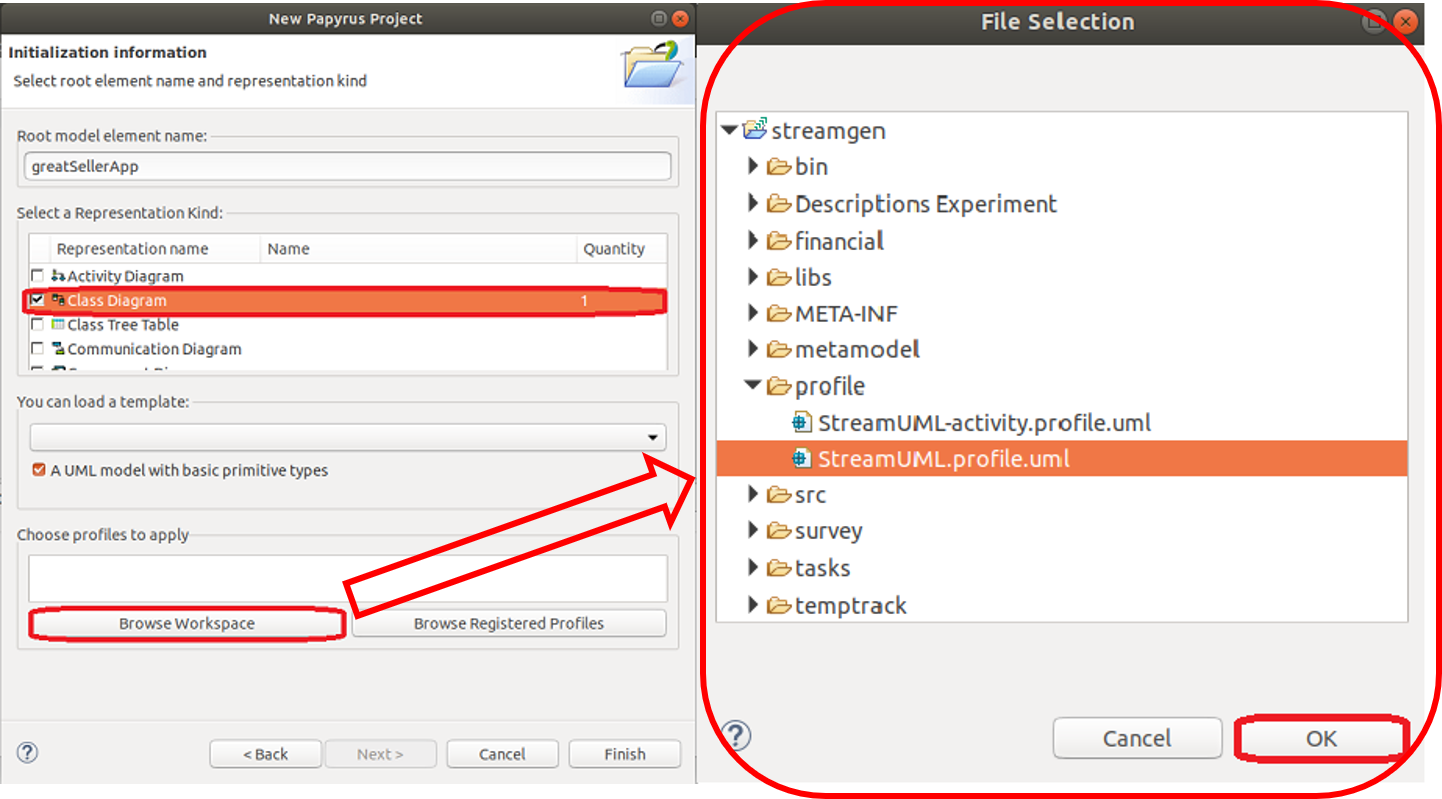 New Papyrus Project
Initialization information
Select root element name and representation kind
Root model element name:
greatSellerApp
Select a Representation Kind:
Representation name Name Quantity
Activity Diagram
Class Diagram 1
Class Tree Table
Communication Diagram
You can load a template:
A UML model with basic primitive types
Choose profiles to apply
Browse Workspace Browse Registered Profiles
< Back Next > Cancel Finish
File Selection
streamgen
bin
Descriptions Experiment
financial
libs
META-INF
metamodel
profile
StreamUML-activity.profile.uml
StreamUML.profile.uml
src
survey
tasks
temptrack
Cancel OK